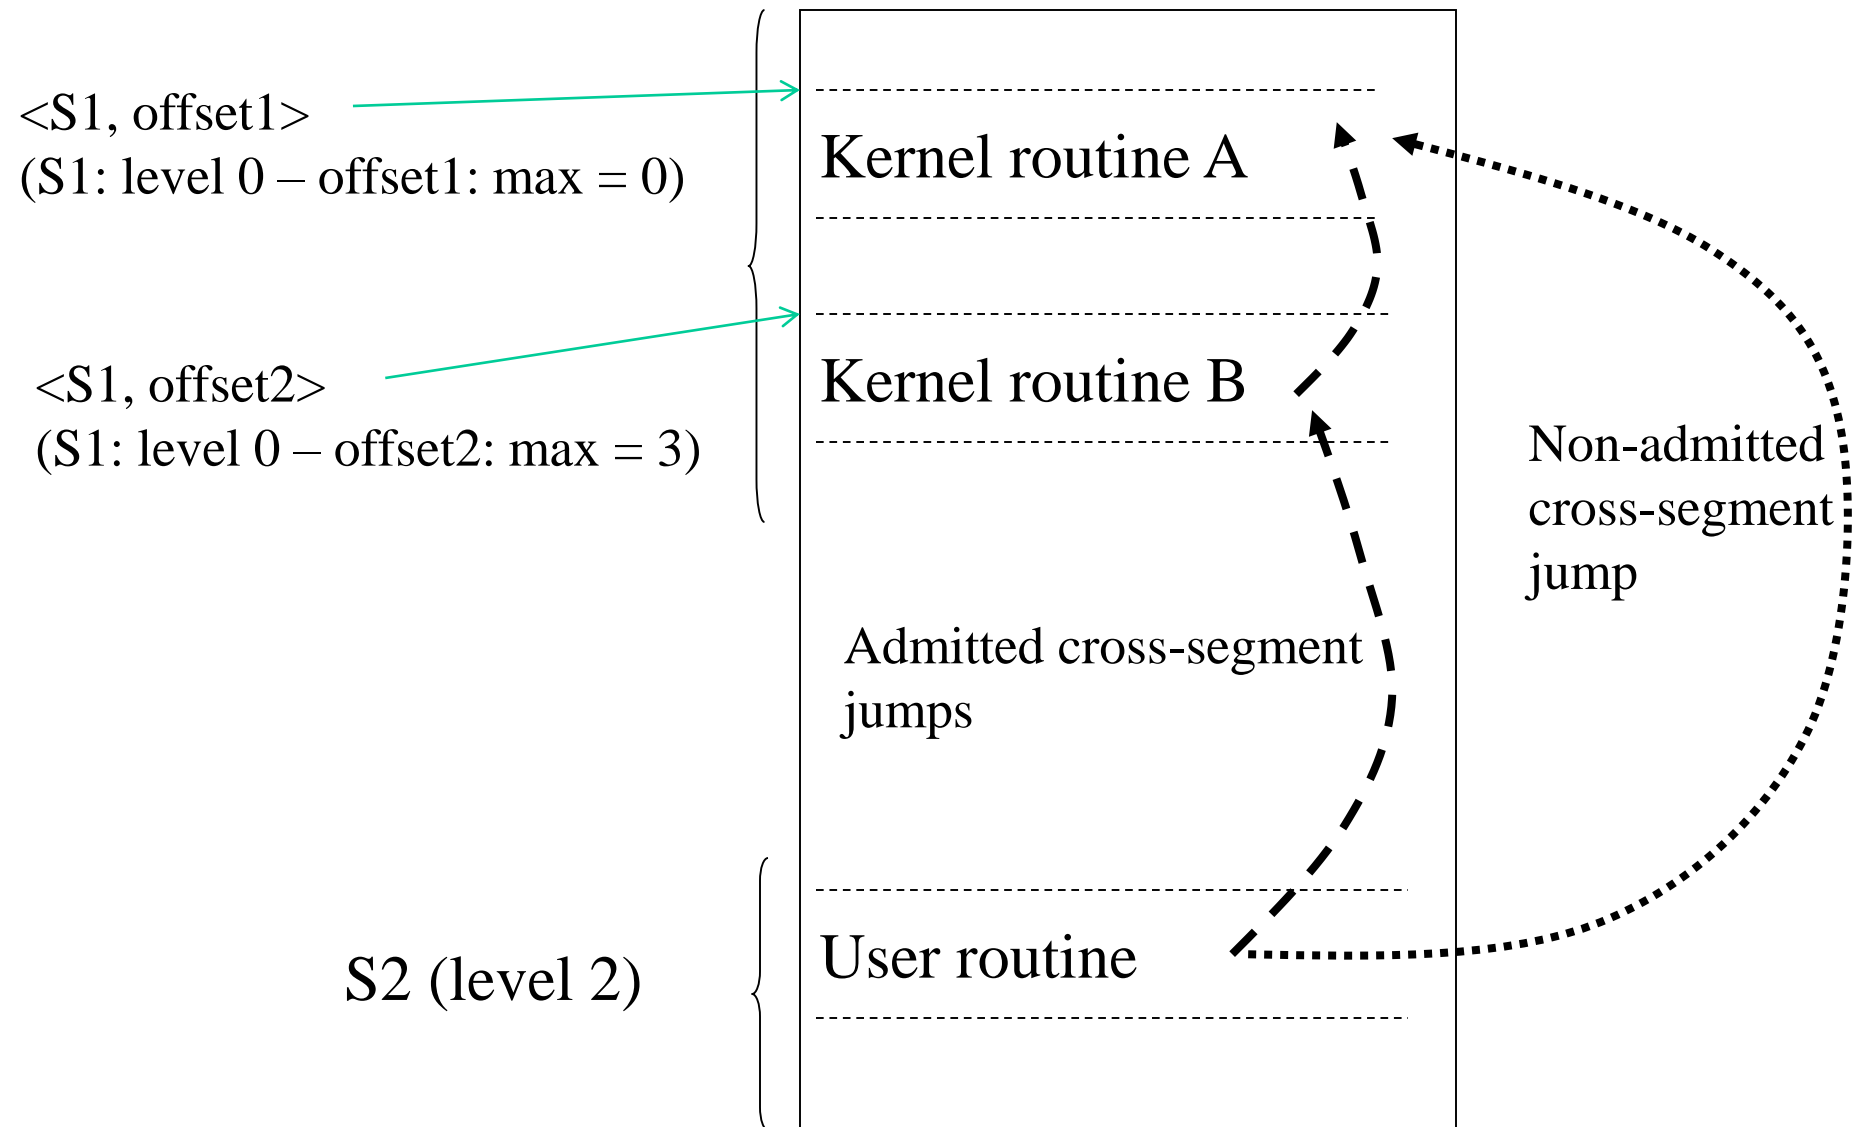 <S1, offset1>
(S1: level 0 – offset1: max = 0)
Kernel routine A
<S1, offset2>
(S1: level 0 – offset2: max = 3)
Kernel routine B
Non-admitted
cross-segment
jump
Admitted cross-segment
jumps
User routine
S2 (level 2)